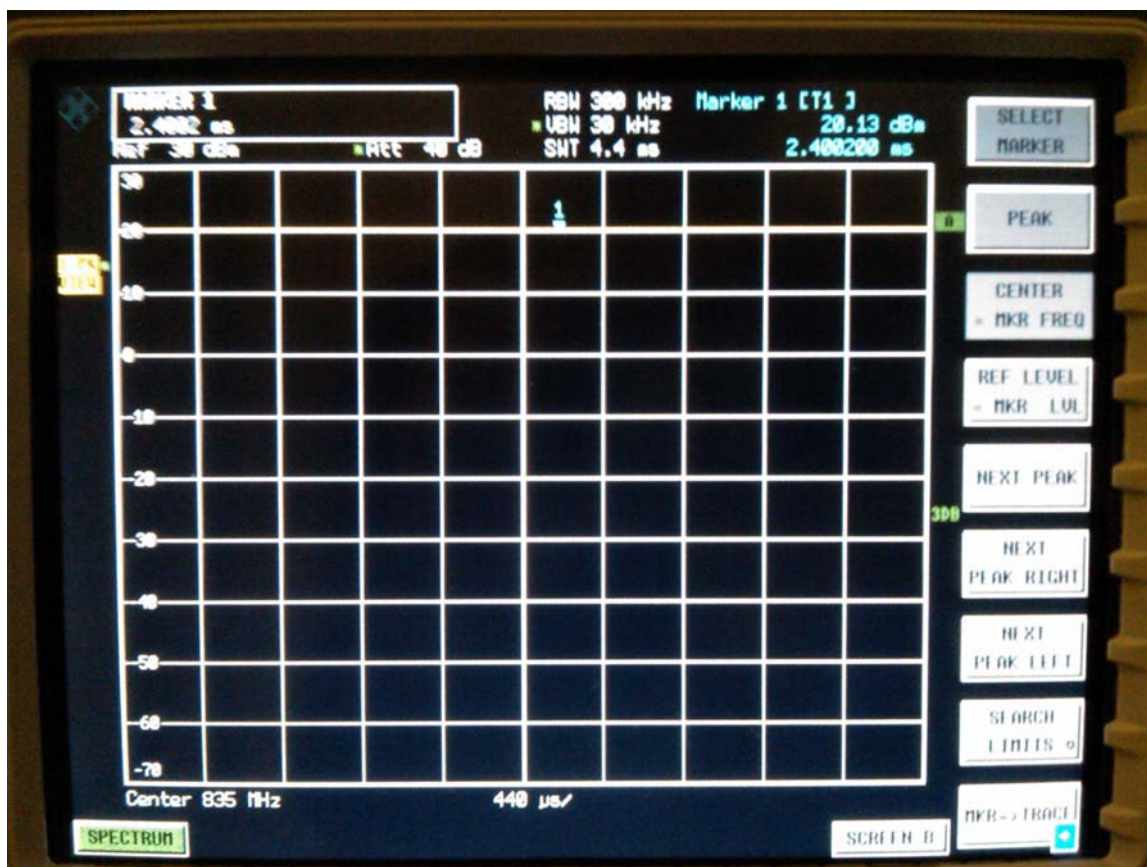 MARKER 1
2.4002 ms
RBW 300 kHz
Marker 1 [T1 ]
VBW 30 kHz
20.13 dBm
Ref 30 dBm
Att 40 dB
SWT 4.4 ms
2.400200 ms
30
1
20
10
0
-10
-20
-30
-40
-50
-60
-70
A
VIEW
3DB
Center 835 MHz
440 µs/
SPECTRUM
SCREEN B
SELECT
MARKER
PEAK
CENTER
= MKR FREQ
REF LEVEL
= MKR LVL
NEXT PEAK
NEXT
PEAK RIGHT
NEXT
PEAK LEFT
SEARCH
LIMITS
MKR->TRACE